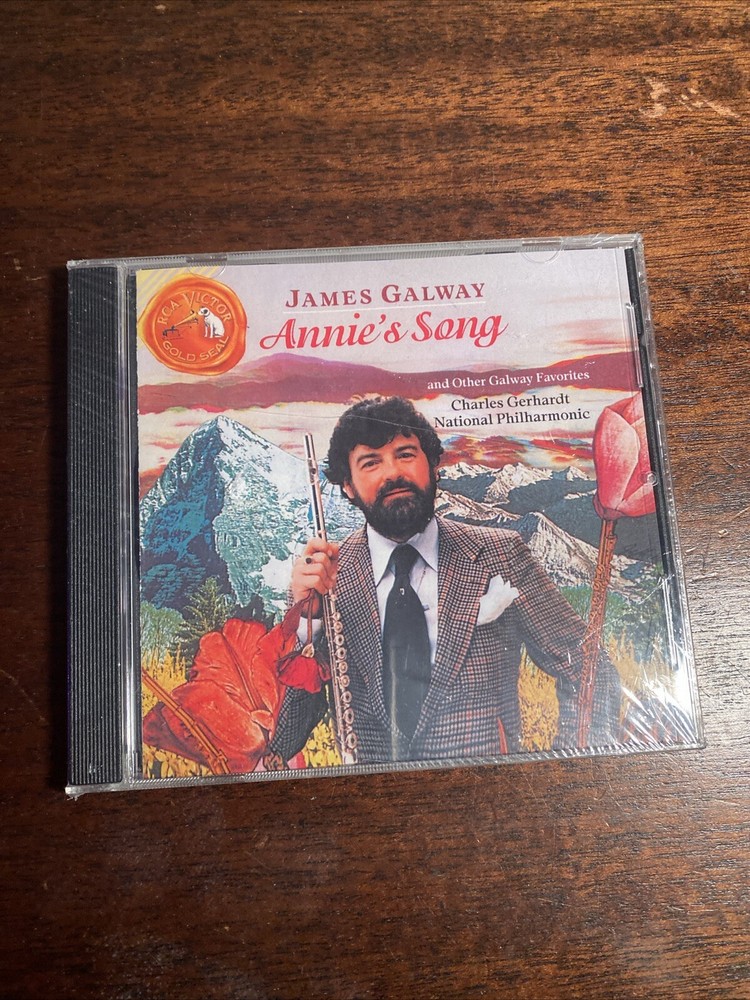 RCA VICTOR
GOLD SEAL
JAMES GALWAY
Annie's Song
and Other Galway Favorites
Charles Gerhardt
National Philharmonic